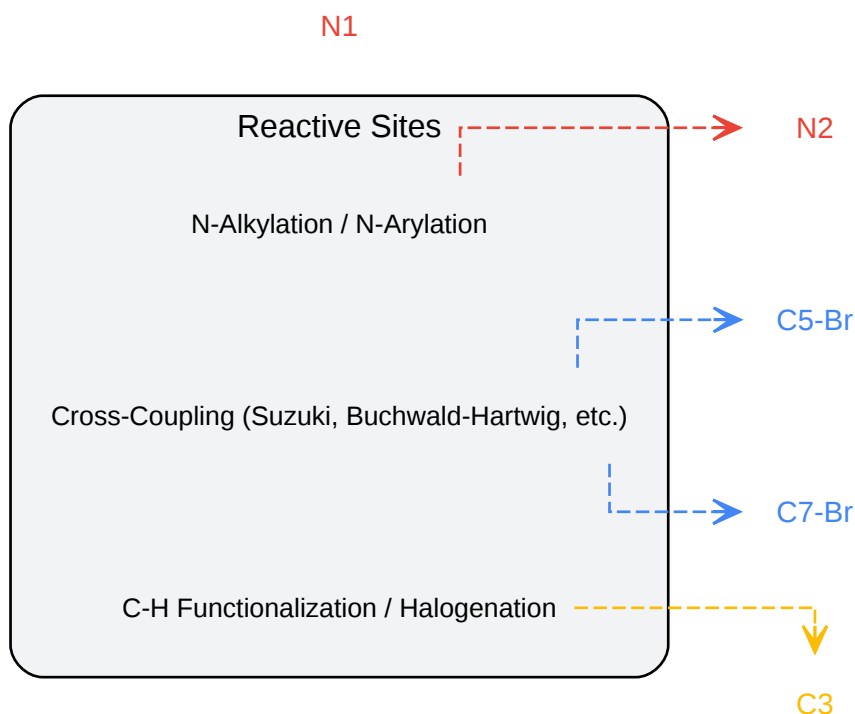 N1
Reactive Sites
N2
N-Alkylation / N-Arylation
C5-Br
Cross-Coupling (Suzuki, Buchwald-Hartwig, etc.)
C7-Br
C-H Functionalization / Halogenation
C3